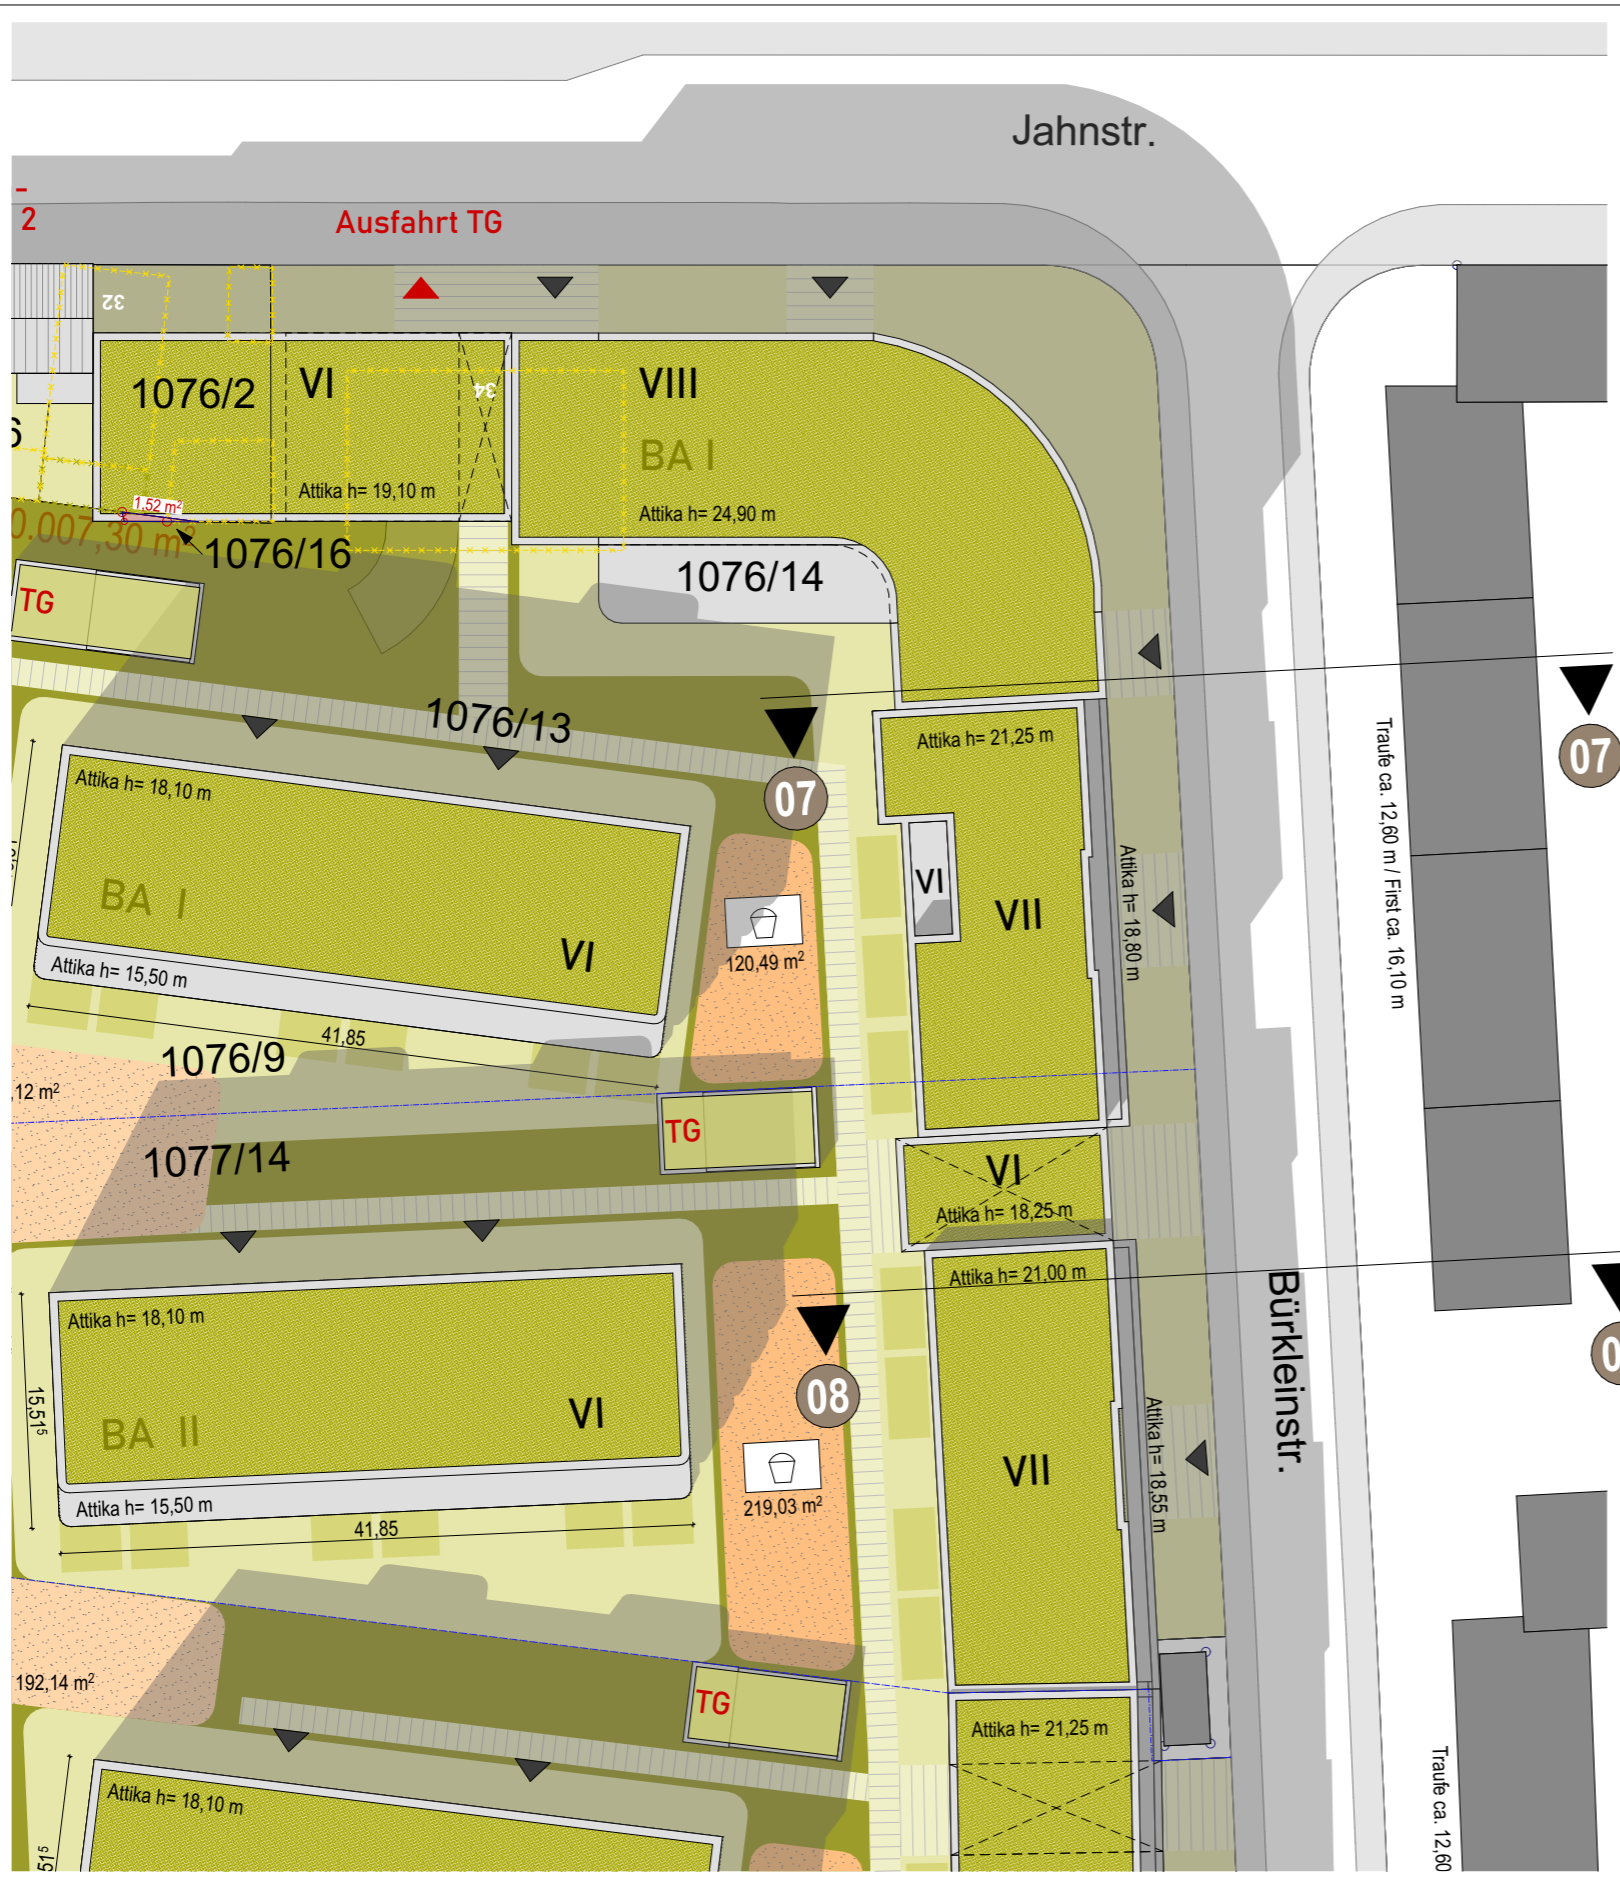 Jahnstr.
-
2
Ausfahrt TG
32
1076/2
VI
34
VIII
BA I
Attika h= 19,10 m
Attika h= 24,90 m
6
1,52 m²
0.007,30 m²
1076/16
1076/14
TG
1076/13
07
07
Attika h= 21,25 m
Attika h= 18,10 m
BA I
VI
Attika h= 15,50 m
41,85
120,49 m²
VI
VII
Attika h= 18,80 m
Traufe ca. 12,60 m / First ca. 16,10 m
1076/9
,12 m²
1077/14
TG
VI
Attika h= 18,25 m
Attika h= 21,00 m
Bürkleinstr.
08
0
Attika h= 18,10 m
15,51⁵
BA II
VI
Attika h= 15,50 m
41,85
219,03 m²
VII
Attika h= 18,55 m
192,14 m²
TG
Attika h= 21,25 m
Attika h= 18,10 m
51⁵
Traufe ca. 12,60